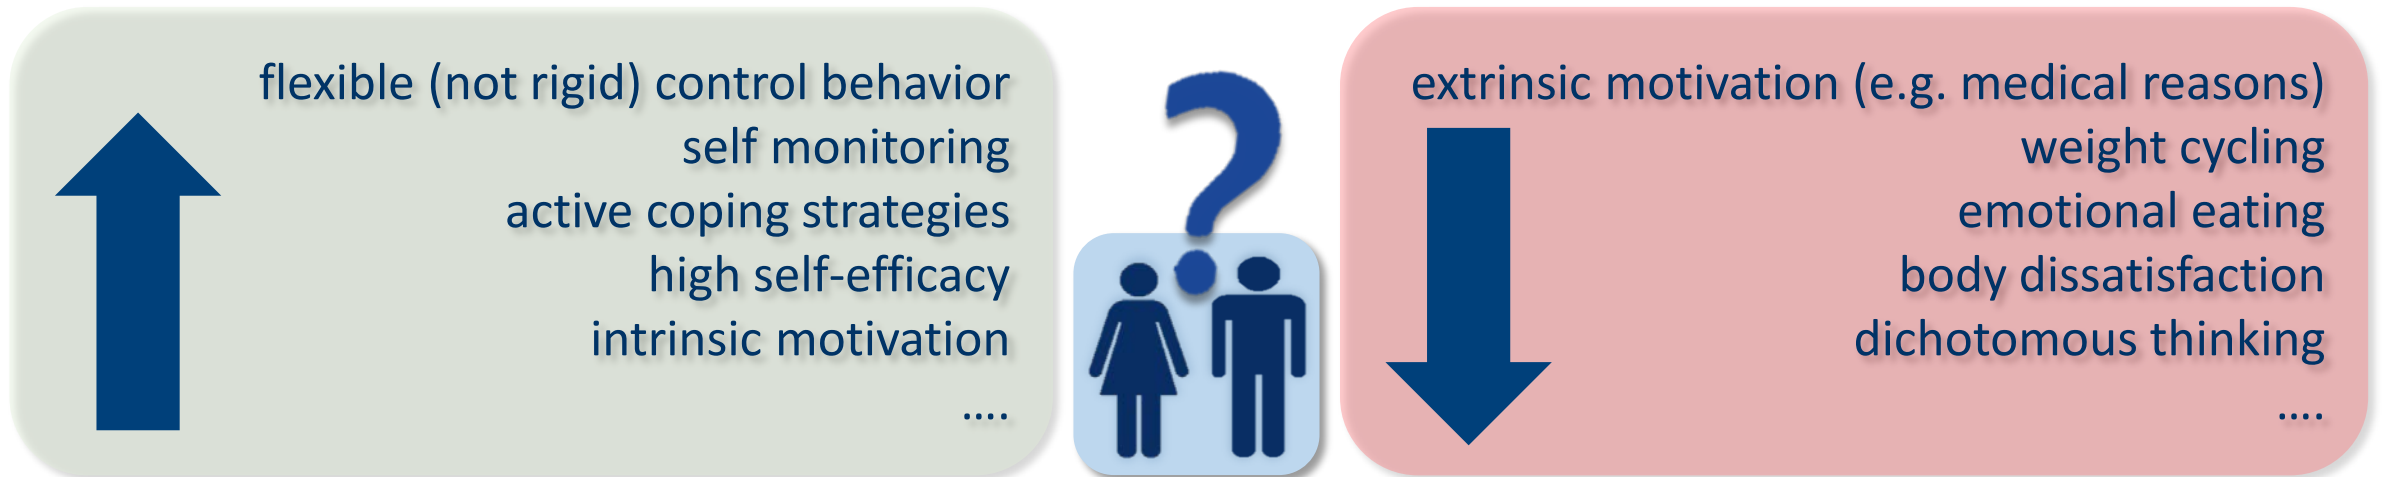 flexible (not rigid) control behavior
self monitoring
active coping strategies
high self-efficacy
intrinsic motivation
....
?
extrinsic motivation (e.g. medical reasons)
weight cycling
emotional eating
body dissatisfaction
dichotomous thinking
....